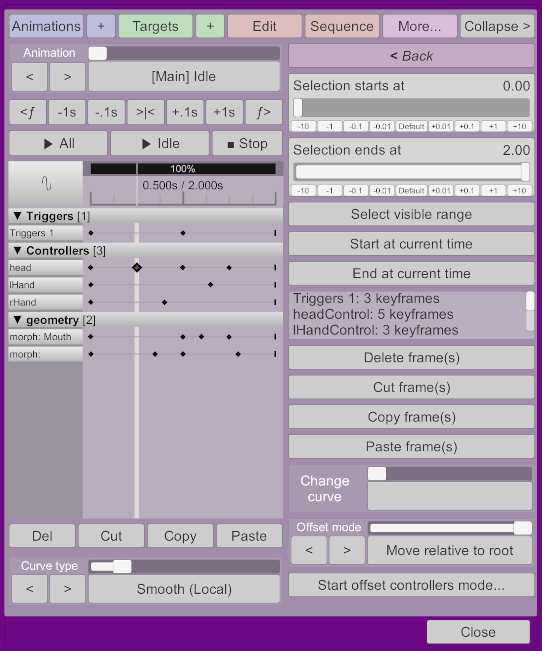 Animations + Targets + Edit Sequence More... Collapse >
Animation
< > [Main] Idle
<ƒ -1s -.1s >|< +.1s +1s ƒ>
▶ All ▶ Idle ■ Stop
100%
0.500s / 2.000s
▼ Triggers [1]
Triggers 1
▼ Controllers [3]
head
lHand
rHand
▼ geometry [2]
morph: Mouth
morph:
Del Cut Copy Paste
Curve type
< > Smooth (Local)
< Back
Selection starts at 0.00
-10 -1 -0.1 -0.01 Default +0.01 +0.1 +1 +10
Selection ends at 2.00
-10 -1 -0.1 -0.01 Default +0.01 +0.1 +1 +10
Select visible range
Start at current time
End at current time
Triggers 1: 3 keyframes
headControl: 5 keyframes
lHandControl: 3 keyframes
Delete frame(s)
Cut frame(s)
Copy frame(s)
Paste frame(s)
Change
curve
Offset mode
< > Move relative to root
Start offset controllers mode...
Close